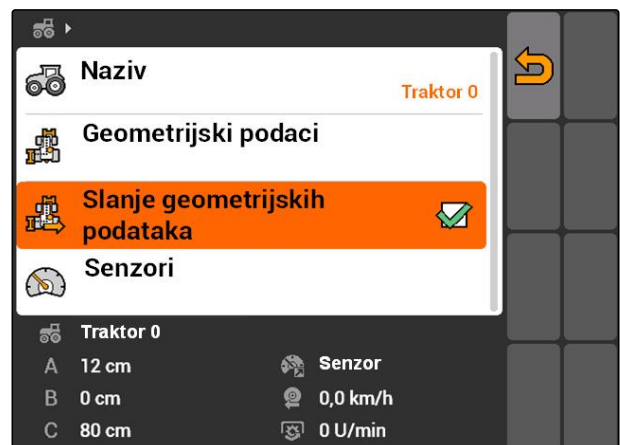 Naziv
Traktor 0
Geometrijski podaci
Slanje geometrijskih
podataka
Senzori
Traktor 0
A 12 cm Senzor
B 0 cm 0,0 km/h
C 80 cm 0 U/min